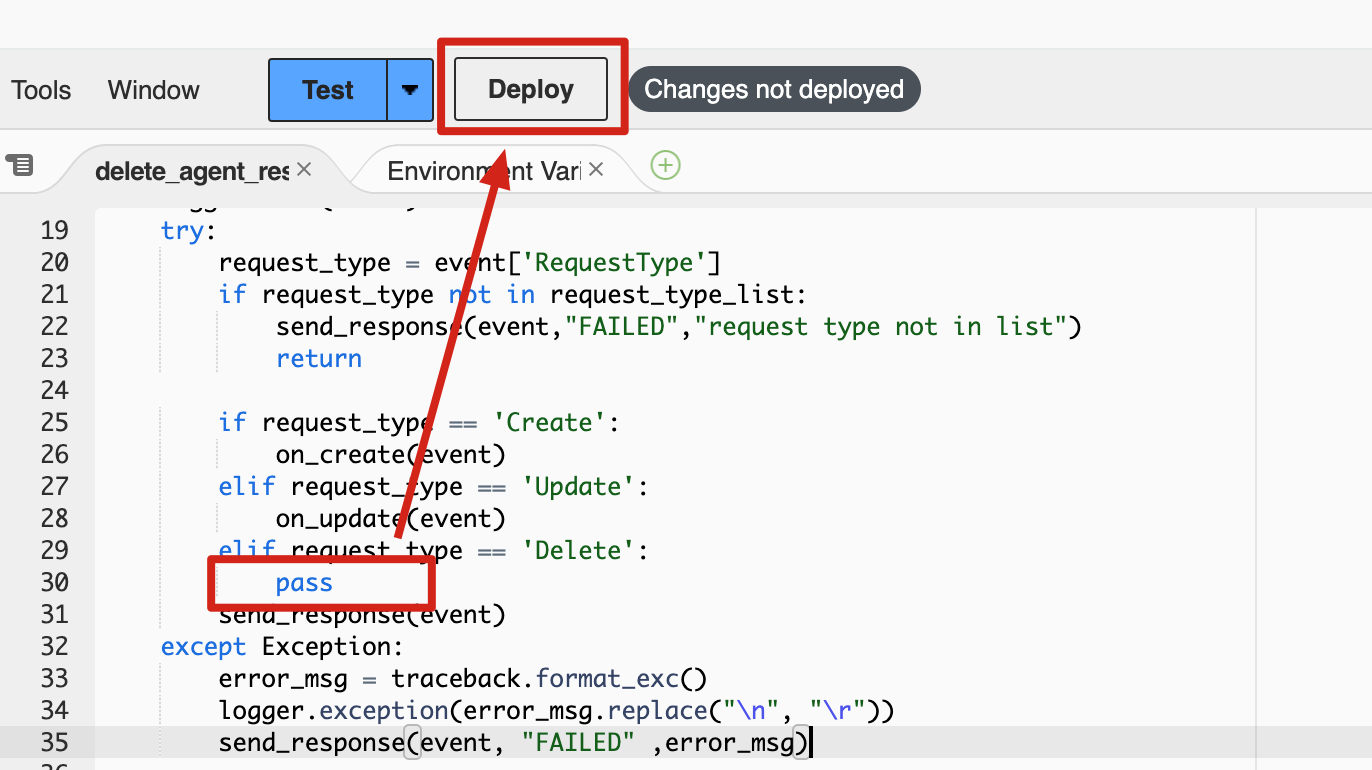 Tools Window Test Deploy Changes not deployed
delete_agent_res Environment Vari
19 try:
20 request_type = event['RequestType']
21 if request_type not in request_type_list:
22 send_response(event,"FAILED","request type not in list")
23 return
24
25 if request_type == 'Create':
26 on_create(event)
27 elif request_type == 'Update':
28 on_update(event)
29 elif request_type == 'Delete':
30 pass
31 send_response(event)
32 except Exception:
33 error_msg = traceback.format_exc()
34 logger.exception(error_msg.replace("\n", "\r"))
35 send_response(event, "FAILED" ,error_msg)